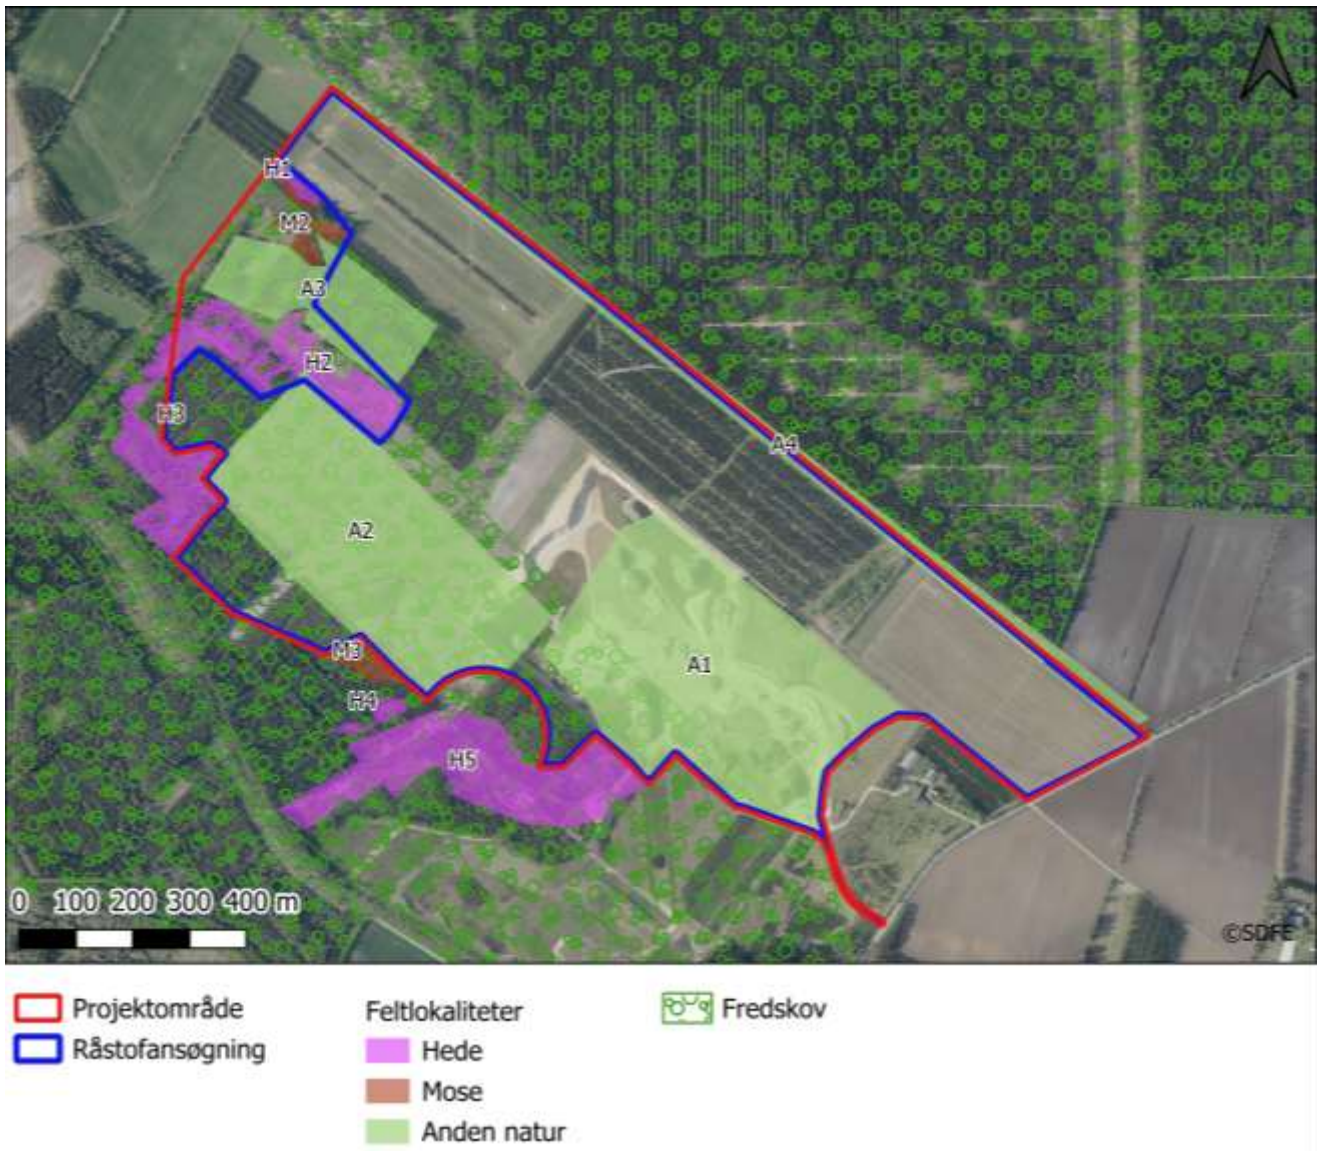 H1
M2
A3
H2
H3
A4
A2
M3
A1
H4
H5
0 100 200 300 400 m
©SDFE
Projektområde
Råstofansøgning
Feltlokaliteter
Hede
Mose
Anden natur
Fredskov